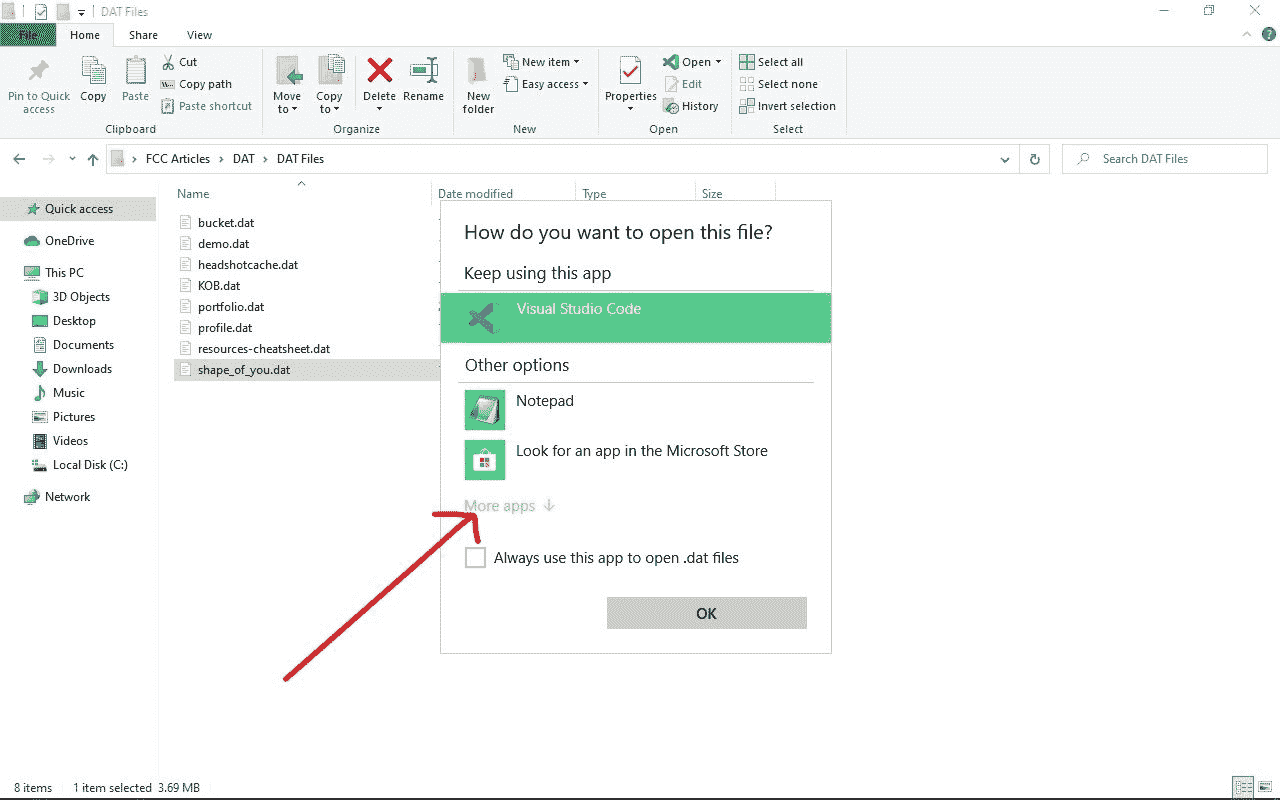 DAT Files
File Home Share View
Pin to Quick access
Copy
Paste
Cut
Copy path
Paste shortcut
Clipboard
Move to
Copy to
Delete
Rename
Organize
New folder
New item
Easy access
New
Properties
Open
Edit
History
Open
Select all
Select none
Invert selection
Select
FCC Articles > DAT > DAT Files
Search DAT Files
Name Date modified Type Size
Quick access
OneDrive
This PC
3D Objects
Desktop
Documents
Downloads
Music
Pictures
Videos
Local Disk (C:)
Network
bucket.dat
demo.dat
headshotcache.dat
KOB.dat
portfolio.dat
profile.dat
resources-cheatsheet.dat
shape_of_you.dat
How do you want to open this file?
Keep using this app
Visual Studio Code
Other options
Notepad
Look for an app in the Microsoft Store
More apps ↓
Always use this app to open .dat files
OK
8 items 1 item selected 3.69 MB